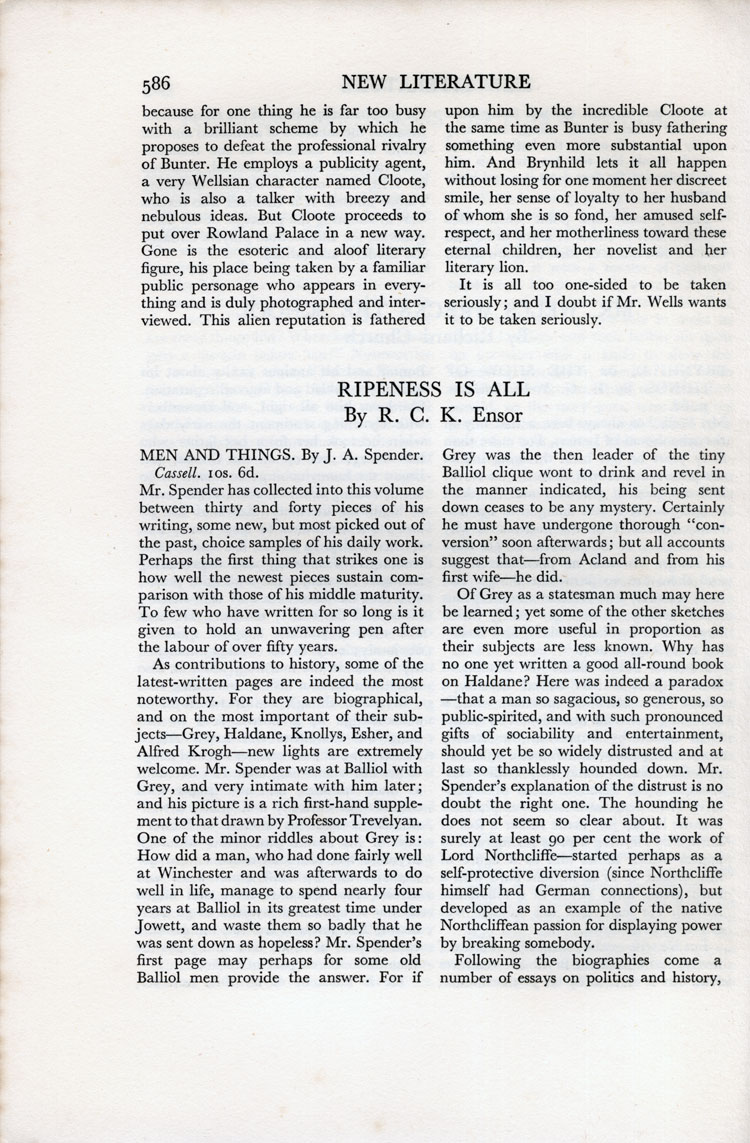 586
NEW LITERATURE
because for one thing he is far too busy
with a brilliant scheme by which he
proposes to defeat the professional rivalry
of Bunter. He employs a publicity agent,
a very Wellsian character named Cloote,
who is also a talker with breezy and
nebulous ideas. But Cloote proceeds to
put over Rowland Palace in a new way.
Gone is the esoteric and aloof literary
figure, his place being taken by a familiar
public personage who appears in every-
thing and is duly photographed and inter-
viewed. This alien reputation is fathered
upon him by the incredible Cloote at
the same time as Bunter is busy fathering
something even more substantial upon
him. And Brynhild lets it all happen
without losing for one moment her discreet
smile, her sense of loyalty to her husband
of whom she is so fond, her amused self-
respect, and her motherliness toward these
eternal children, her novelist and her
literary lion.
It is all too one-sided to be taken
seriously; and I doubt if Mr. Wells wants
it to be taken seriously.
RIPENESS IS ALL
By R. C. K. Ensor
MEN AND THINGS. By J. A. Spender.
Cassell. 10s. 6d.
Mr. Spender has collected into this volume
between thirty and forty pieces of his
writing, some new, but most picked out of
the past, choice samples of his daily work.
Perhaps the first thing that strikes one is
how well the newest pieces sustain com-
parison with those of his middle maturity.
To few who have written for so long is it
given to hold an unwavering pen after
the labour of over fifty years.
As contributions to history, some of the
latest-written pages are indeed the most
noteworthy. For they are biographical,
and on the most important of their sub-
jects—Grey, Haldane, Knollys, Esher, and
Alfred Krogh—new lights are extremely
welcome. Mr. Spender was at Balliol with
Grey, and very intimate with him later;
and his picture is a rich first-hand supple-
ment to that drawn by Professor Trevelyan.
One of the minor riddles about Grey is:
How did a man, who had done fairly well
at Winchester and was afterwards to do
well in life, manage to spend nearly four
years at Balliol in its greatest time under
Jowett, and waste them so badly that he
was sent down as hopeless? Mr. Spender's
first page may perhaps for some old
Balliol men provide the answer. For if
Grey was the then leader of the tiny
Balliol clique wont to drink and revel in
the manner indicated, his being sent
down ceases to be any mystery. Certainly
he must have undergone thorough "con-
version" soon afterwards; but all accounts
suggest that—from Acland and from his
first wife—he did.
Of Grey as a statesman much may here
be learned; yet some of the other sketches
are even more useful in proportion as
their subjects are less known. Why has
no one yet written a good all-round book
on Haldane? Here was indeed a paradox
—that a man so sagacious, so generous, so
public-spirited, and with such pronounced
gifts of sociability and entertainment,
should yet be so widely distrusted and at
last so thanklessly hounded down. Mr.
Spender's explanation of the distrust is no
doubt the right one. The hounding he
does not seem so clear about. It was
surely at least 90 per cent the work of
Lord Northcliffe—started perhaps as a
self-protective diversion (since Northcliffe
himself had German connections), but
developed as an example of the native
Northcliffean passion for displaying power
by breaking somebody.
Following the biographies come a
number of essays on politics and history,